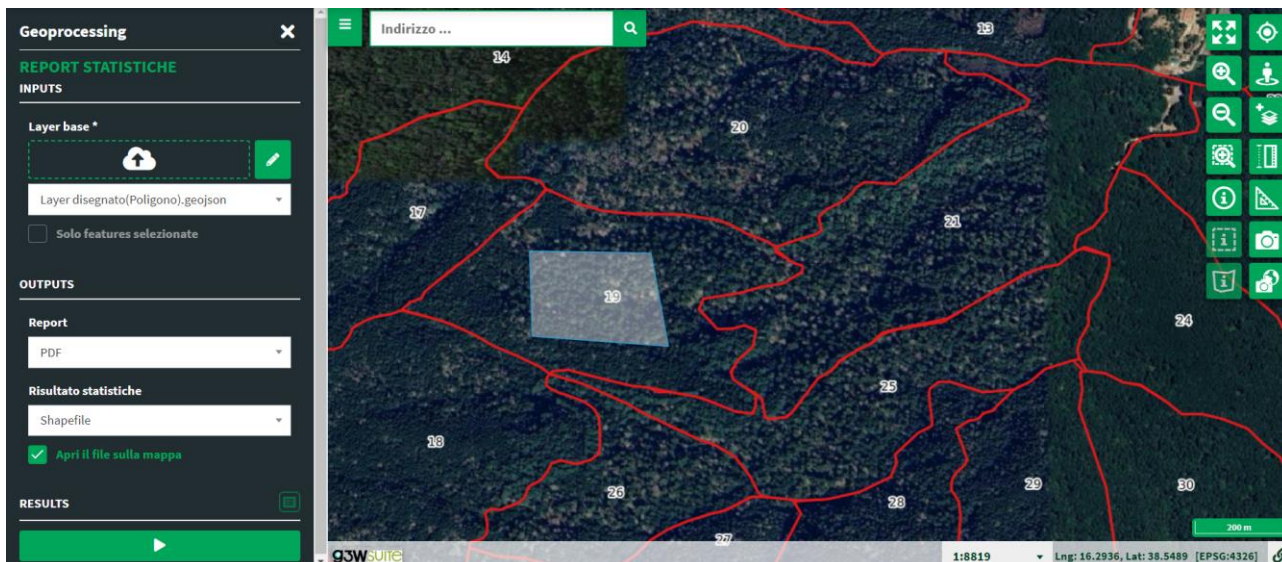 Geoprocessing
REPORT STATISTICHE
INPUTS
Layer base *
Layer disegnato(Poligono).geojson
Solo features selezionate
OUTPUTS
Report
PDF
Risultato statistiche
Shapefile
Apri il file sulla mappa
RESULTS
Indirizzo ...
13
14
20
17
21
19
24
25
18
26
29
30
28
27
200 m
g3wsuite
1:8819
Lng: 16.2936, Lat: 38.5489 [EPSG:4326]